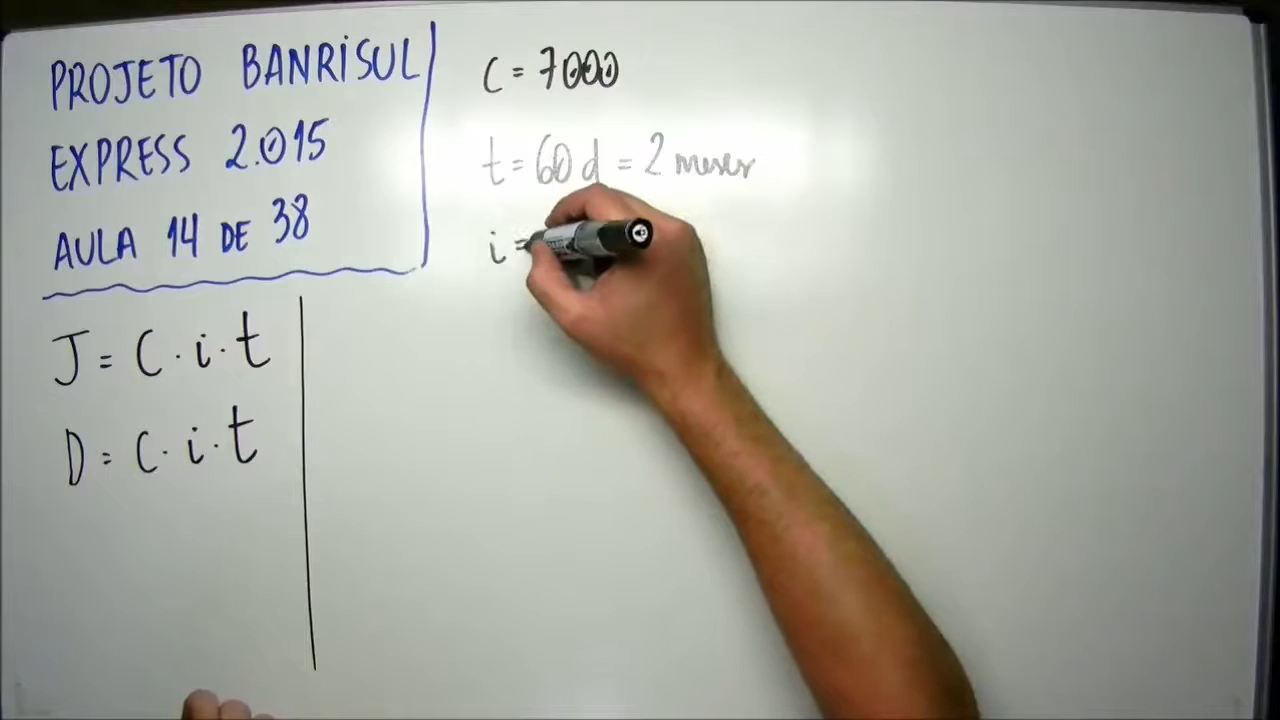 PROJETO BANRISUL
EXPRESS 2.015
AULA 14 DE 38
J = C · i · t
D = C · i · t
C = 7000
t = 60 d = 2 meses
i =